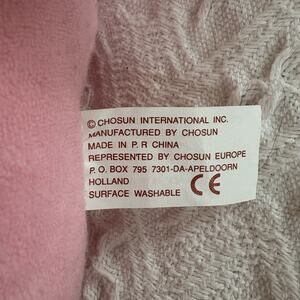 © CHOSUN INTERNATIONAL INC.
MANUFACTURED BY CHOSUN
MADE IN P. R CHINA
REPRESENTED BY CHOSUN EUROPE
P. O. BOX 795 7301-DA-APELDOORN
HOLLAND
SURFACE WASHABLE CE